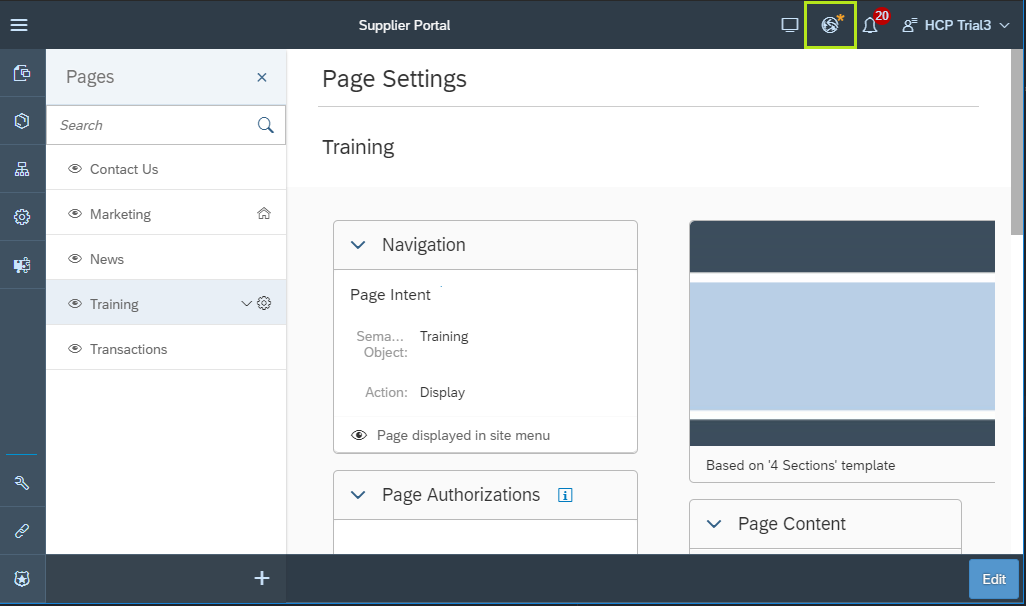 Supplier Portal
20
HCP Trial3
Pages
Search
Contact Us
Marketing
News
Training
Transactions
Page Settings
Training
Navigation
Page Intent
Sema... Training
Object:
Action: Display
Page displayed in site menu
Page Authorizations
Based on '4 Sections' template
Page Content
Edit